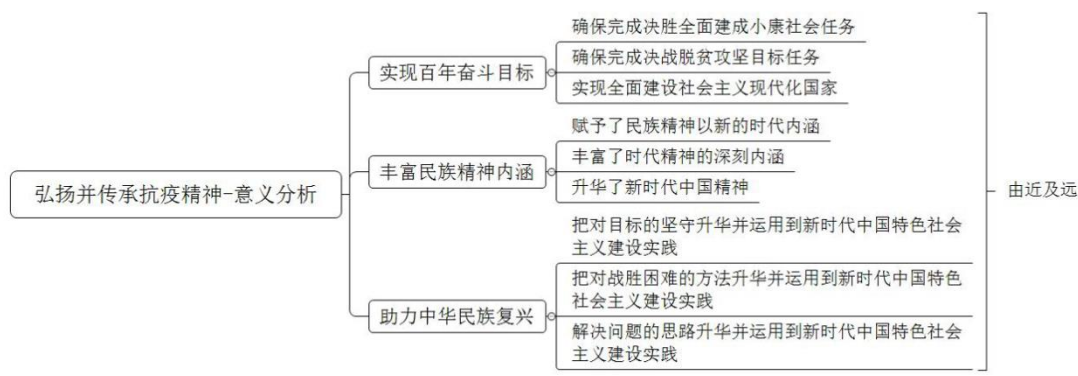 弘扬并传承抗疫精神-意义分析
实现百年奋斗目标
确保完成决胜全面建成小康社会任务
确保完成决战脱贫攻坚目标任务
实现全面建设社会主义现代化国家
丰富民族精神内涵
赋予了民族精神以新的时代内涵
丰富了时代精神的深刻内涵
升华了新时代中国精神
助力中华民族复兴
把对目标的坚守升华并运用到新时代中国特色社会
主义建设实践
把对战胜困难的方法升华并运用到新时代中国特色
社会主义建设实践
解决问题的思路升华并运用到新时代中国特色社会
主义建设实践
由近及远